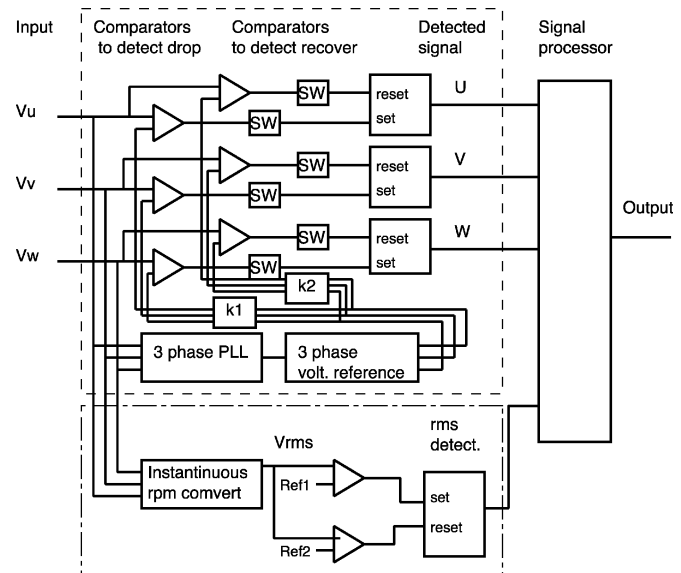 Input
Comparators
to detect drop
Comparators
to detect recover
Detected
signal
Signal
processor
SW
reset
U
Vu
SW
set
SW
reset
V
Vv
SW
set
Output
SW
reset
W
Vw
SW
set
k2
k1
3 phase PLL
3 phase
volt. reference
Vrms
rms
detect.
Instantinuous
rpm comvert
Ref1
set
reset
Ref2